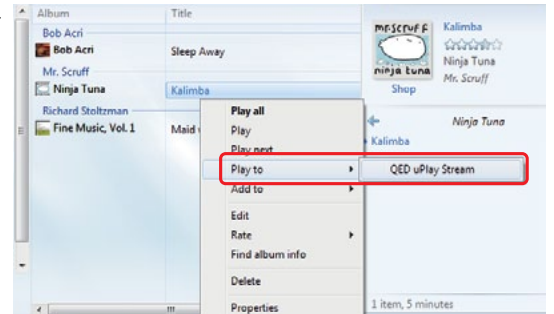 Album Title
Bob Acri
Bob Acri Sleep Away
Mr. Scruff
Ninja Tuna Kalimba
Richard Stoltzman
Fine Music, Vol. 1 Maid
Play all
Play
Play next
Play to
QED uPlay Stream
Add to
Edit
Rate
Find album info
Delete
Properties
mr.scruff
ninja tuna
Shop
Kalimba
Ninja Tuna
Mr. Scruff
Ninja Tuna
Kalimba
1 item, 5 minutes